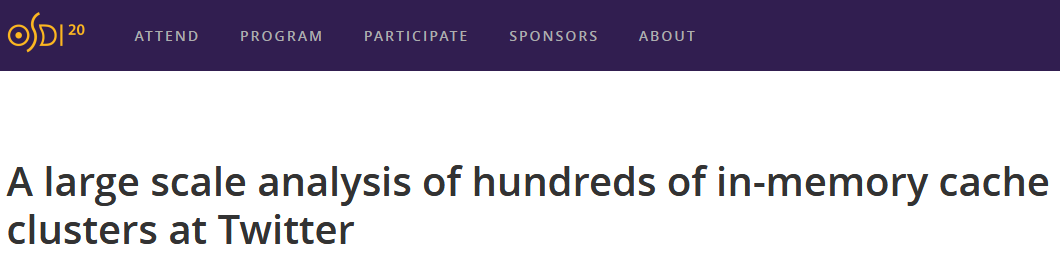 OSDI 20 ATTEND PROGRAM PARTICIPATE SPONSORS ABOUT
A large scale analysis of hundreds of in-memory cache
clusters at Twitter